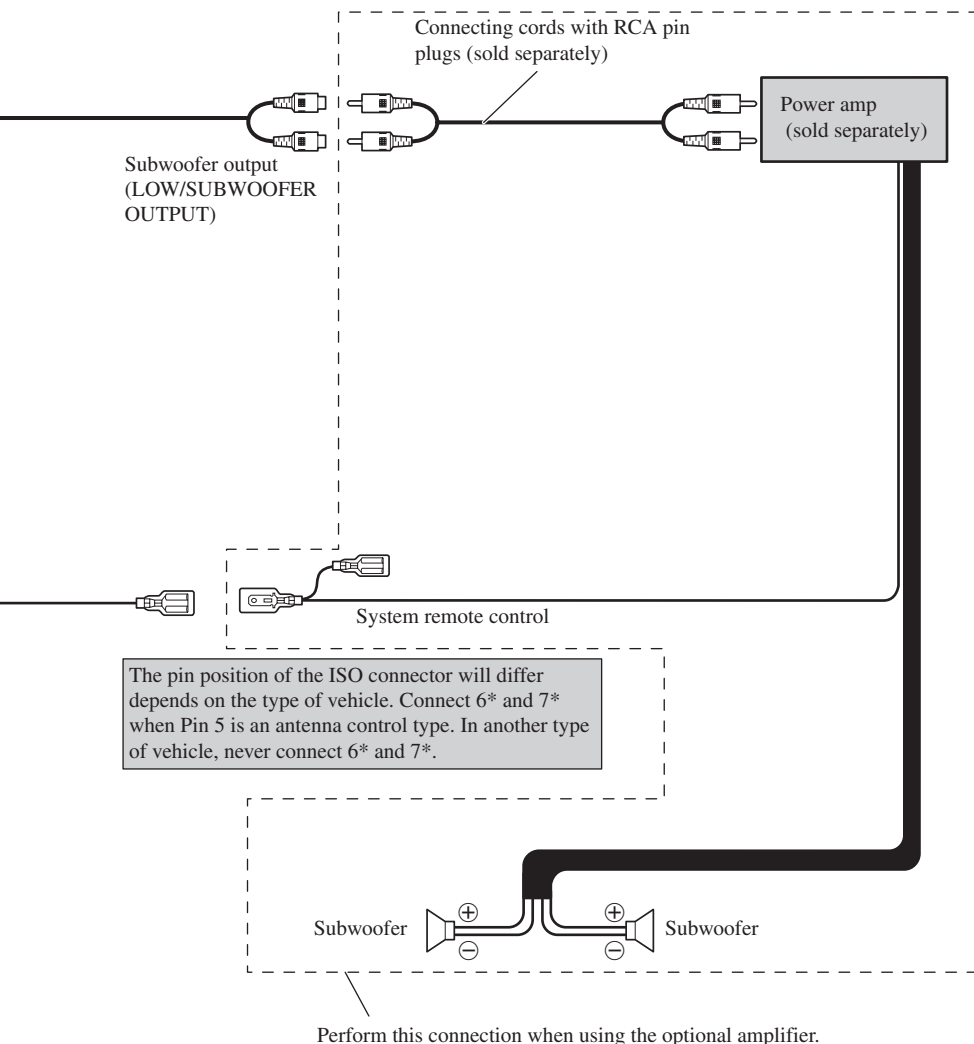 Connecting cords with RCA pin
plugs (sold separately)
Power amp
(sold separately)
Subwoofer output
(LOW/SUBWOOFER
OUTPUT)
System remote control
The pin position of the ISO connector will differ
depends on the type of vehicle. Connect 6* and 7*
when Pin 5 is an antenna control type. In another type
of vehicle, never connect 6* and 7*.
Subwoofer
+
+
Subwoofer
−
−
Perform this connection when using the optional amplifier.